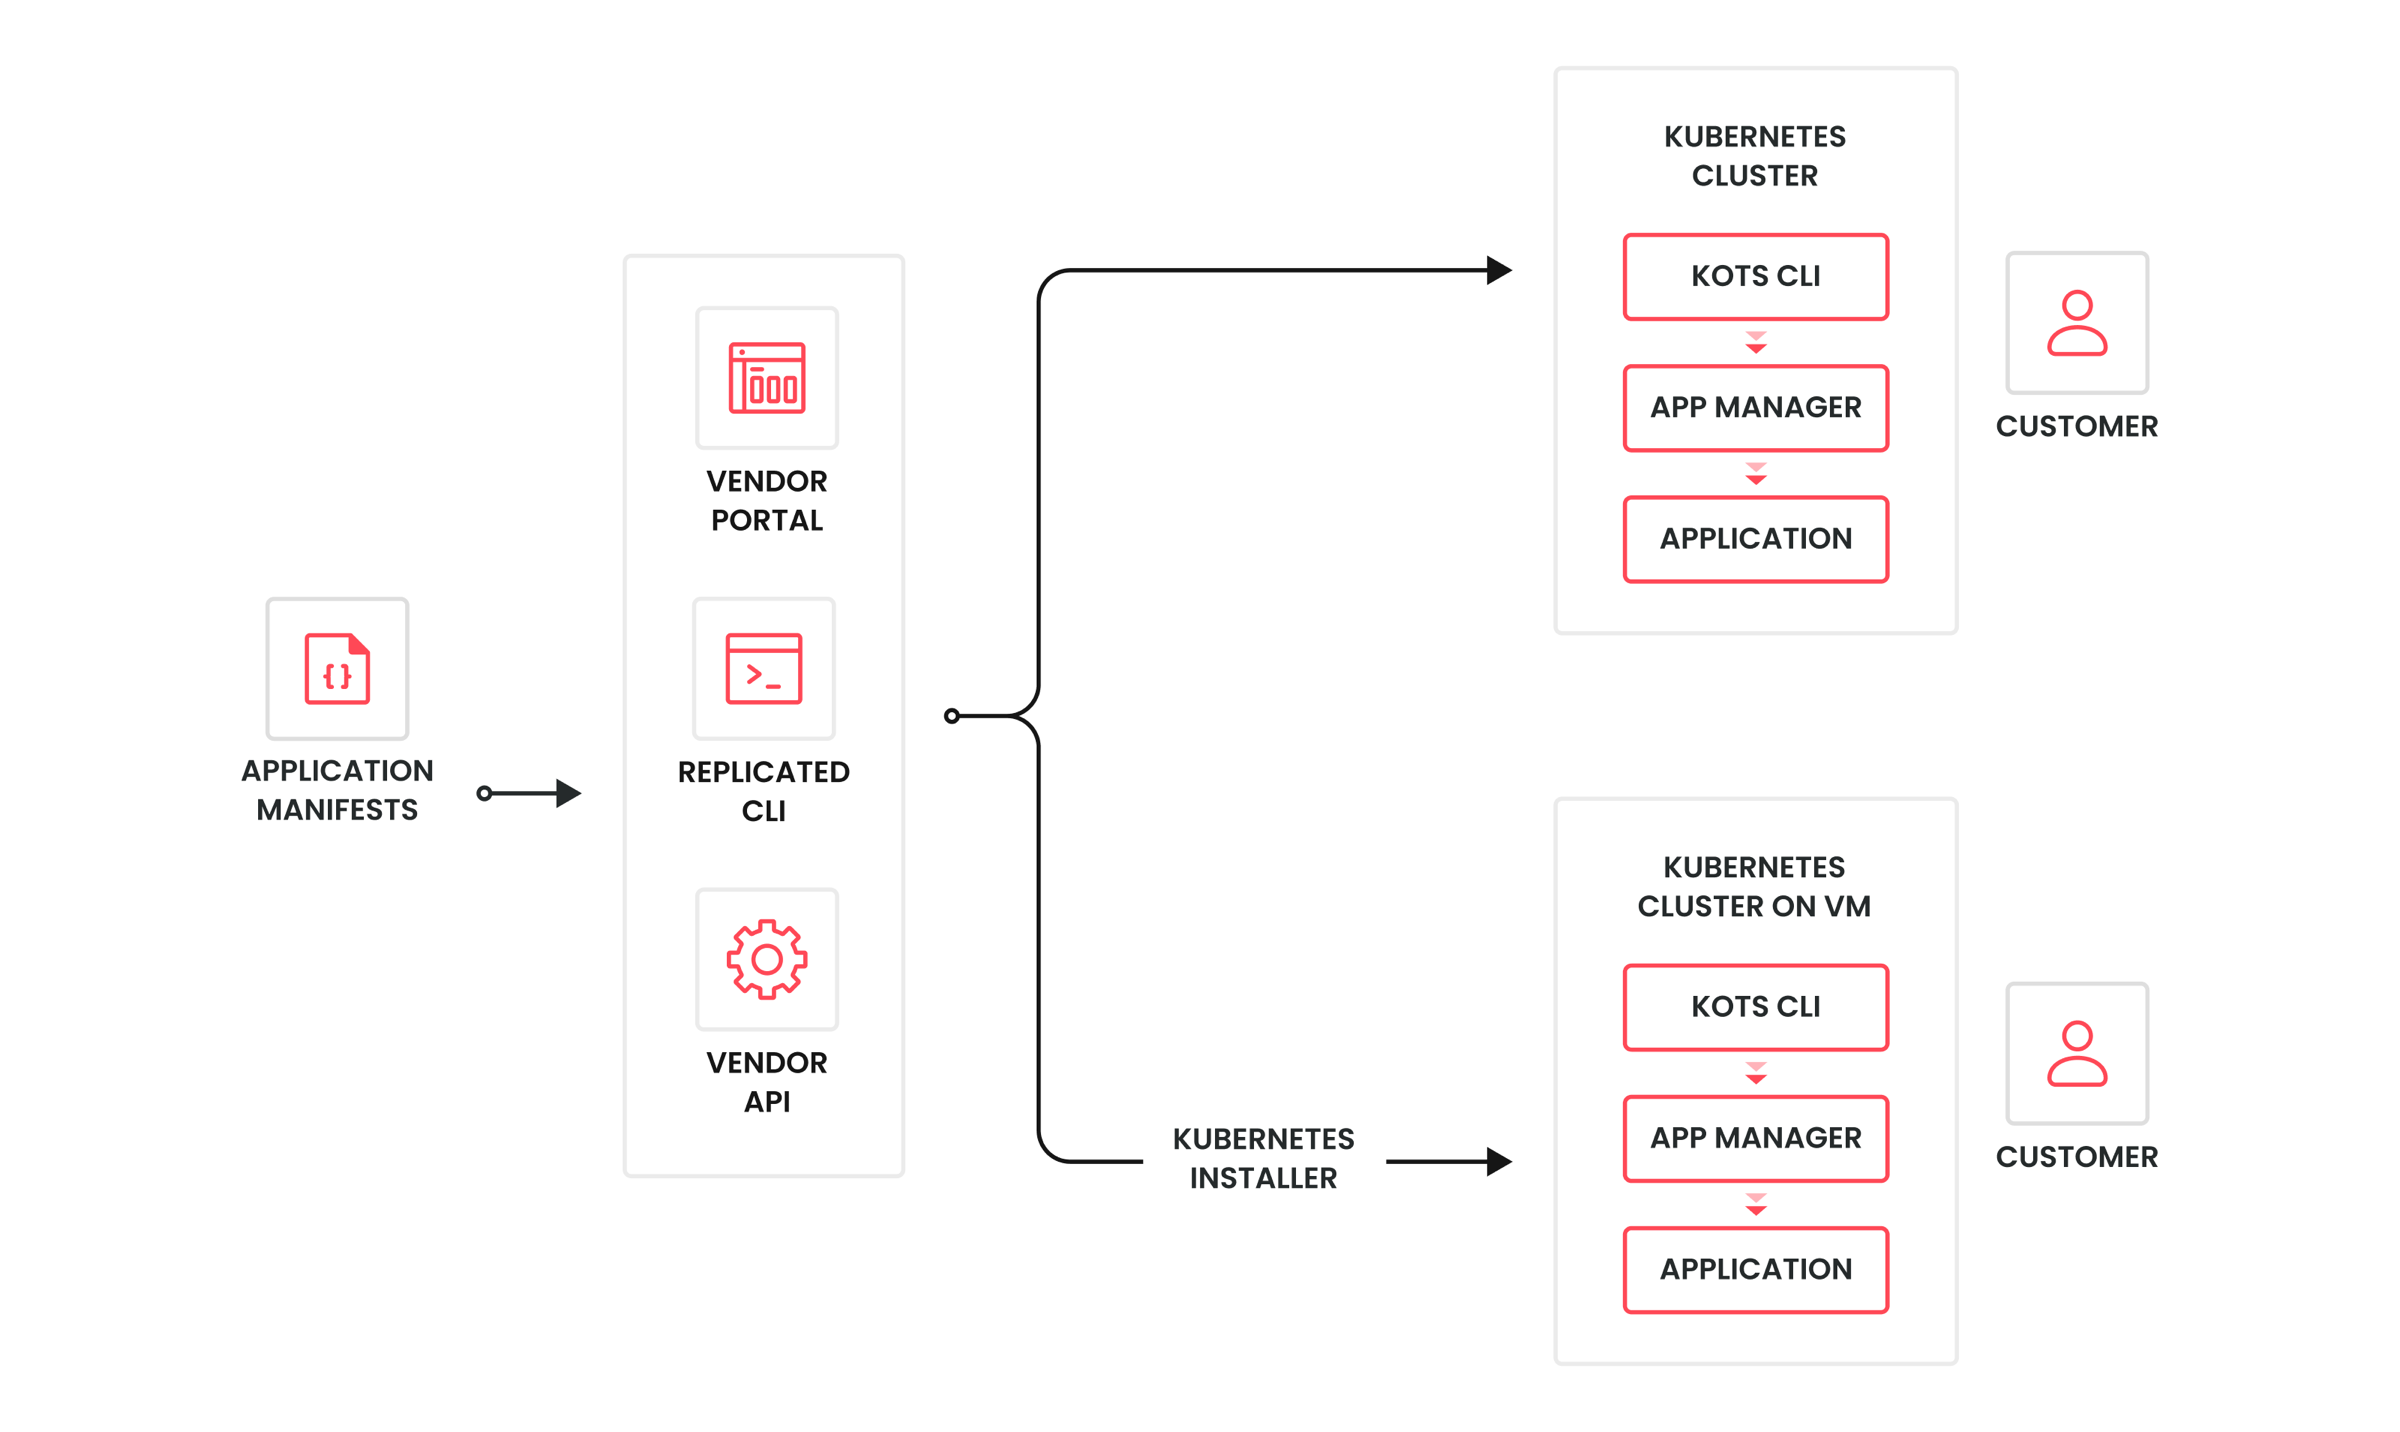 APPLICATION
MANIFESTS
VENDOR
PORTAL
REPLICATED
CLI
VENDOR
API
KUBERNETES
INSTALLER
KUBERNETES
CLUSTER
KOTS CLI
APP MANAGER
APPLICATION
CUSTOMER
KUBERNETES
CLUSTER ON VM
KOTS CLI
APP MANAGER
APPLICATION
CUSTOMER